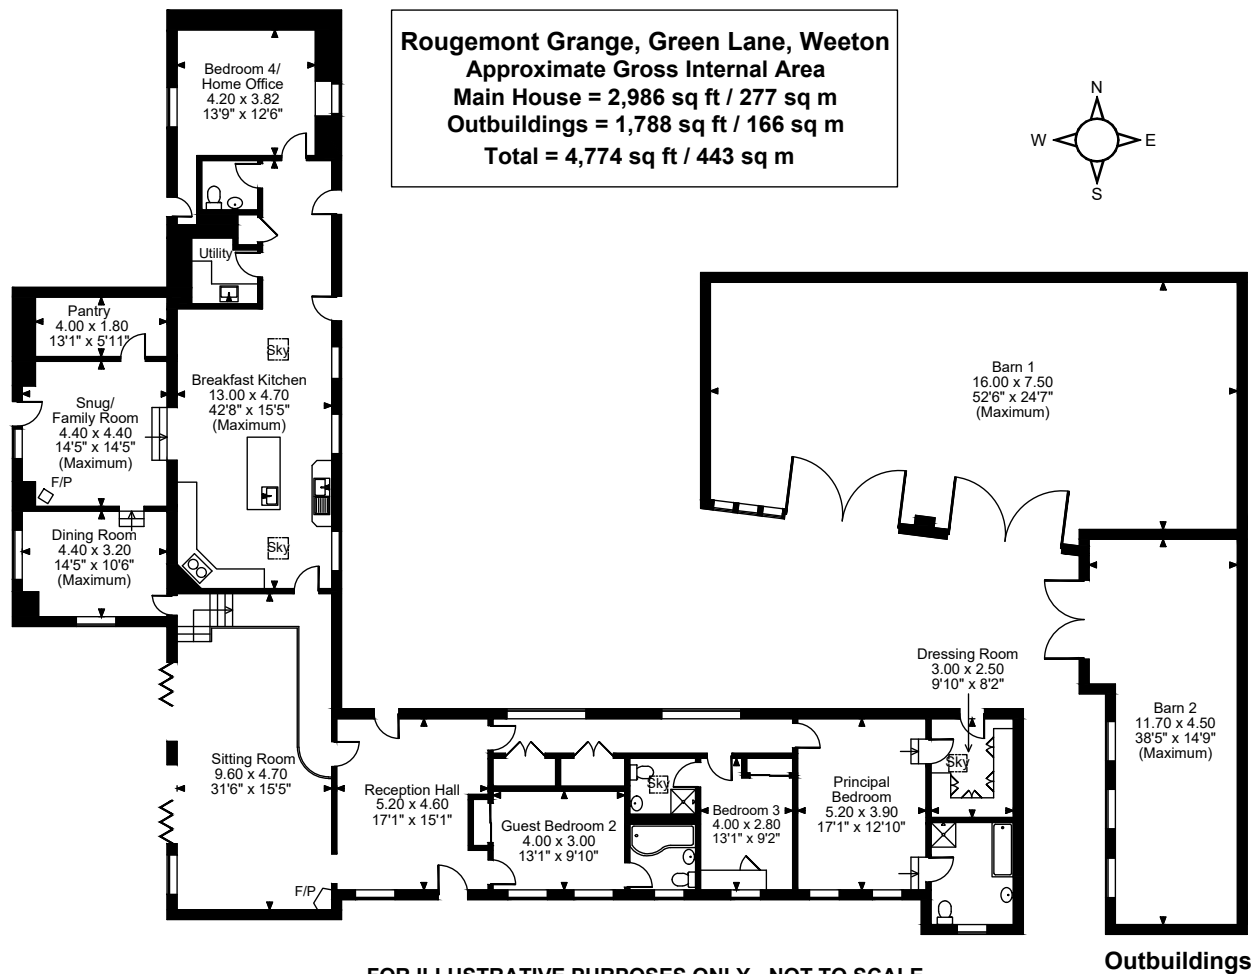 Rougemont Grange, Green Lane, Weeton
Approximate Gross Internal Area
Main House = 2,986 sq ft / 277 sq m
Outbuildings = 1,788 sq ft / 166 sq m
Total = 4,774 sq ft / 443 sq m
N
W
E
S
Bedroom 4/
Home Office
4.20 x 3.82
13'9" x 12'6"
Utility
Pantry
4.00 x 1.80
13'1" x 5'11"
Sky
Breakfast Kitchen
13.00 x 4.70
42'8" x 15'5"
(Maximum)
Snug/
Family Room
4.40 x 4.40
14'5" x 14'5"
(Maximum)
F/P
Sky
Dining Room
4.40 x 3.20
14'5" x 10'6"
(Maximum)
Barn 1
16.00 x 7.50
52'6" x 24'7"
(Maximum)
Dressing Room
3.00 x 2.50
9'10" x 8'2"
Sky
Barn 2
11.70 x 4.50
38'5" x 14'9"
(Maximum)
Sitting Room
9.60 x 4.70
31'6" x 15'5"
F/P
Reception Hall
5.20 x 4.60
17'1" x 15'1"
Guest Bedroom 2
4.00 x 3.00
13'1" x 9'10"
Sky
Bedroom 3
4.00 x 2.80
13'1" x 9'2"
Principal
Bedroom
5.20 x 3.90
17'1" x 12'10"
Outbuildings
FOR ILLUSTRATIVE PURPOSES ONLY - NOT TO SCALE